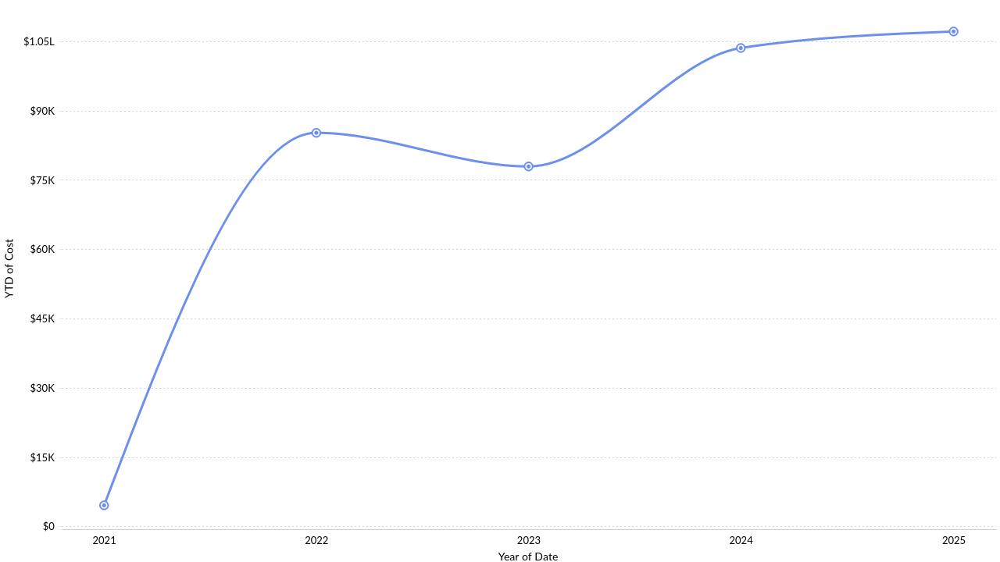 $1.05L
$90K
$75K
$60K
$45K
$30K
$15K
$0
YTD of Cost
2021 2022 2023 2024 2025
Year of Date